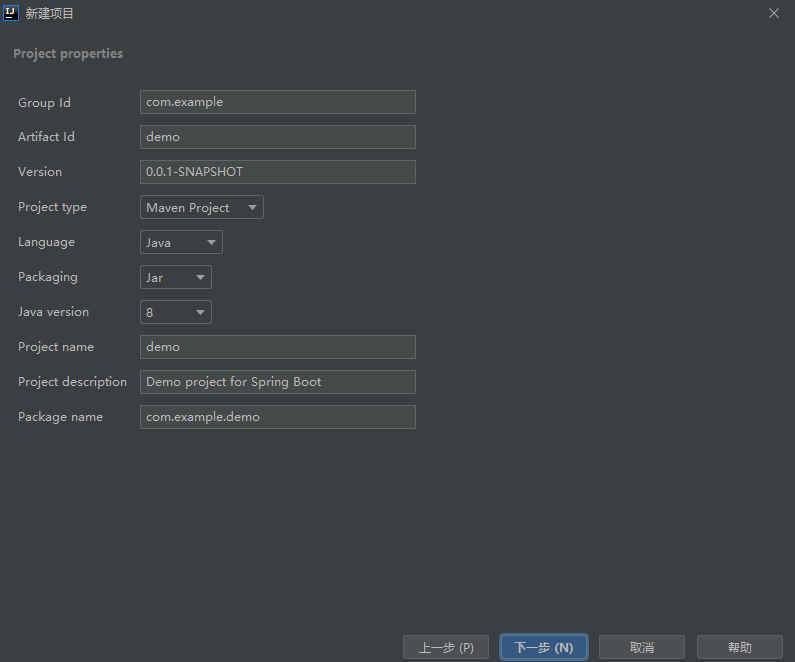 IJ 新建项目
Project properties
Group Id com.example
Artifact Id demo
Version 0.0.1-SNAPSHOT
Project type Maven Project
Language Java
Packaging Jar
Java version 8
Project name demo
Project description Demo project for Spring Boot
Package name com.example.demo
上一步 (P) 下一步 (N) 取消 帮助